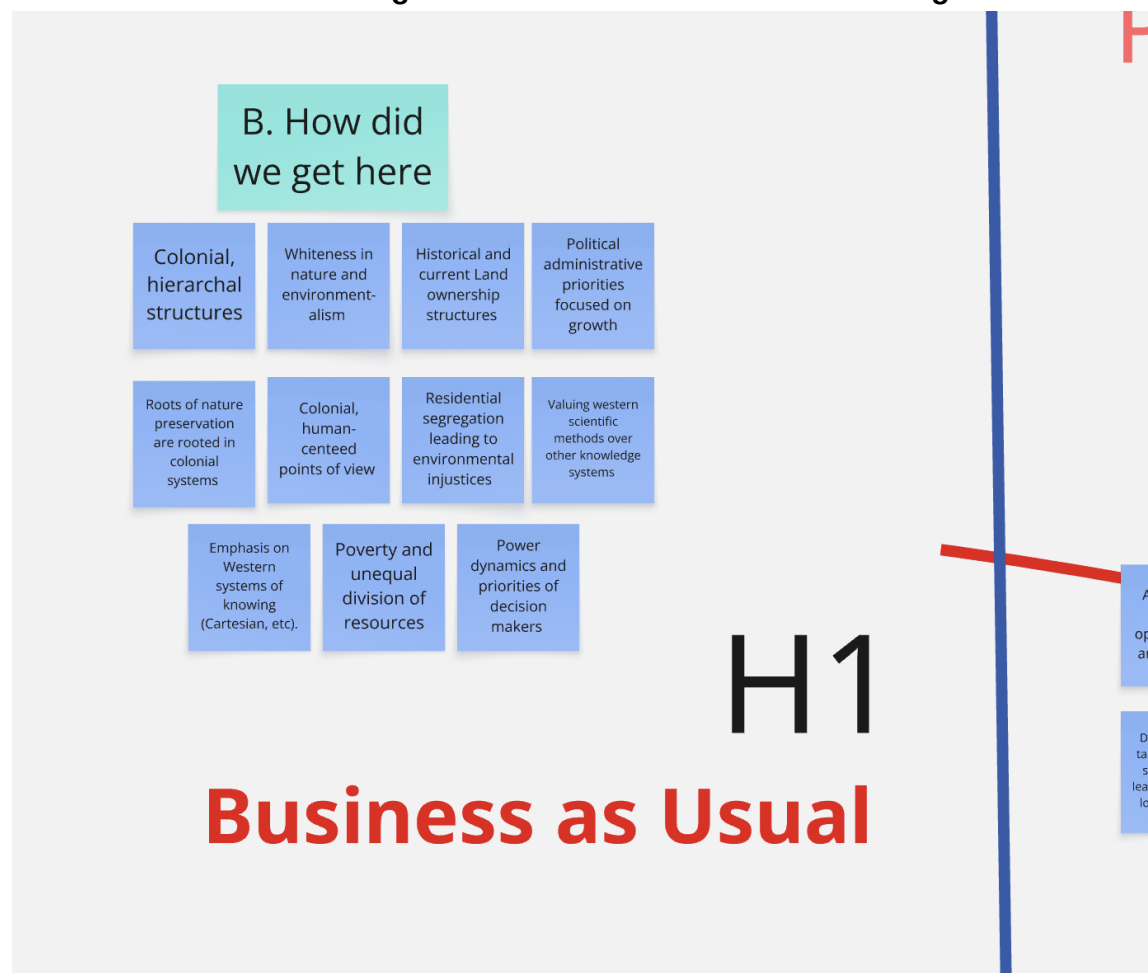 B. How did
we get here
Colonial,
hierarchal
structures
Whiteness in
nature and
environment-
alism
Historical and
current Land
ownership
structures
Political
administrative
priorities
focused on
growth
Roots of nature
preservation
are rooted in
colonial
systems
Colonial,
human-
centeed
points of view
Residential
segregation
leading to
environmental
injustices
Valuing western
scientific
methods over
other knowledge
systems
Emphasis on
Western
systems of
knowing
(Cartesian, etc).
Poverty and
unequal
division of
resources
Power
dynamics and
priorities of
decision
makers
H1
Business as Usual